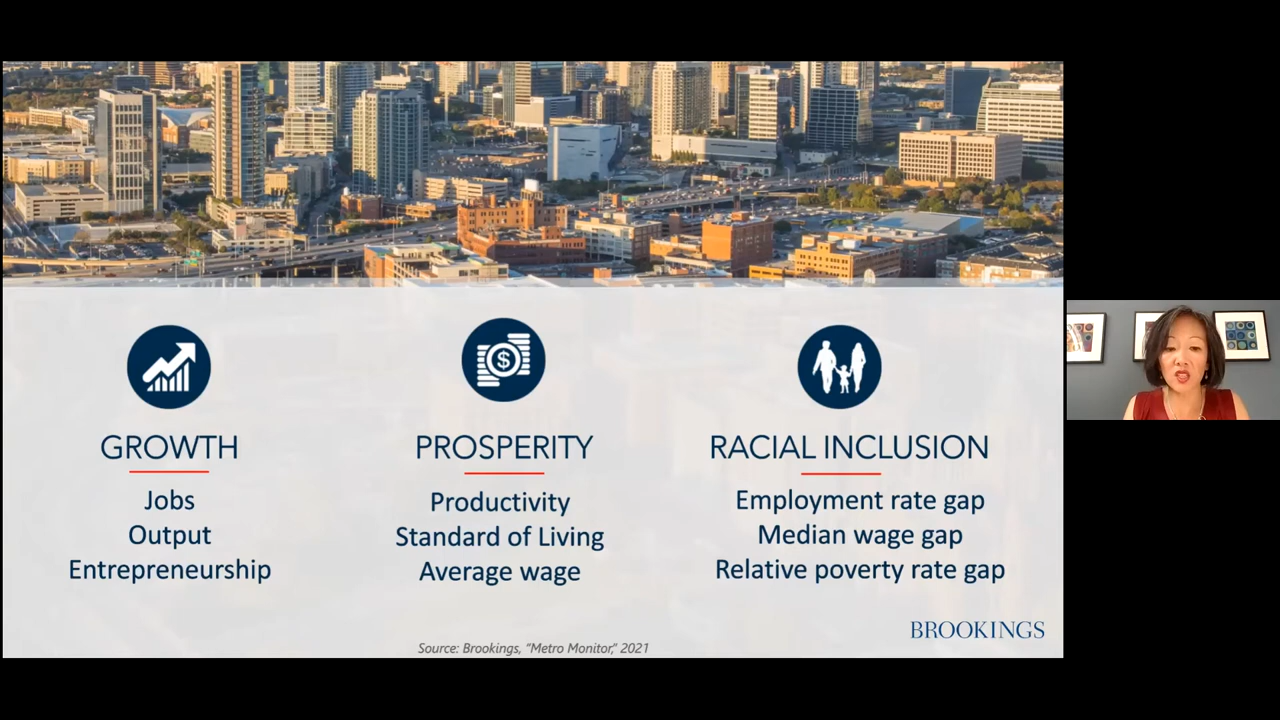 GROWTH
Jobs
Output
Entrepreneurship
PROSPERITY
Productivity
Standard of Living
Average wage
RACIAL INCLUSION
Employment rate gap
Median wage gap
Relative poverty rate gap
BROOKINGS
Source: Brookings, "Metro Monitor," 2021